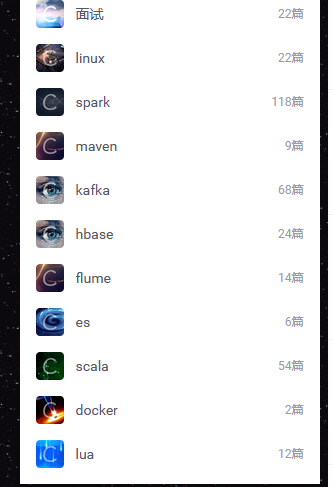 面试 22篇
linux 22篇
spark 118篇
maven 9篇
kafka 68篇
hbase 24篇
flume 14篇
es 6篇
scala 54篇
docker 2篇
lua 12篇